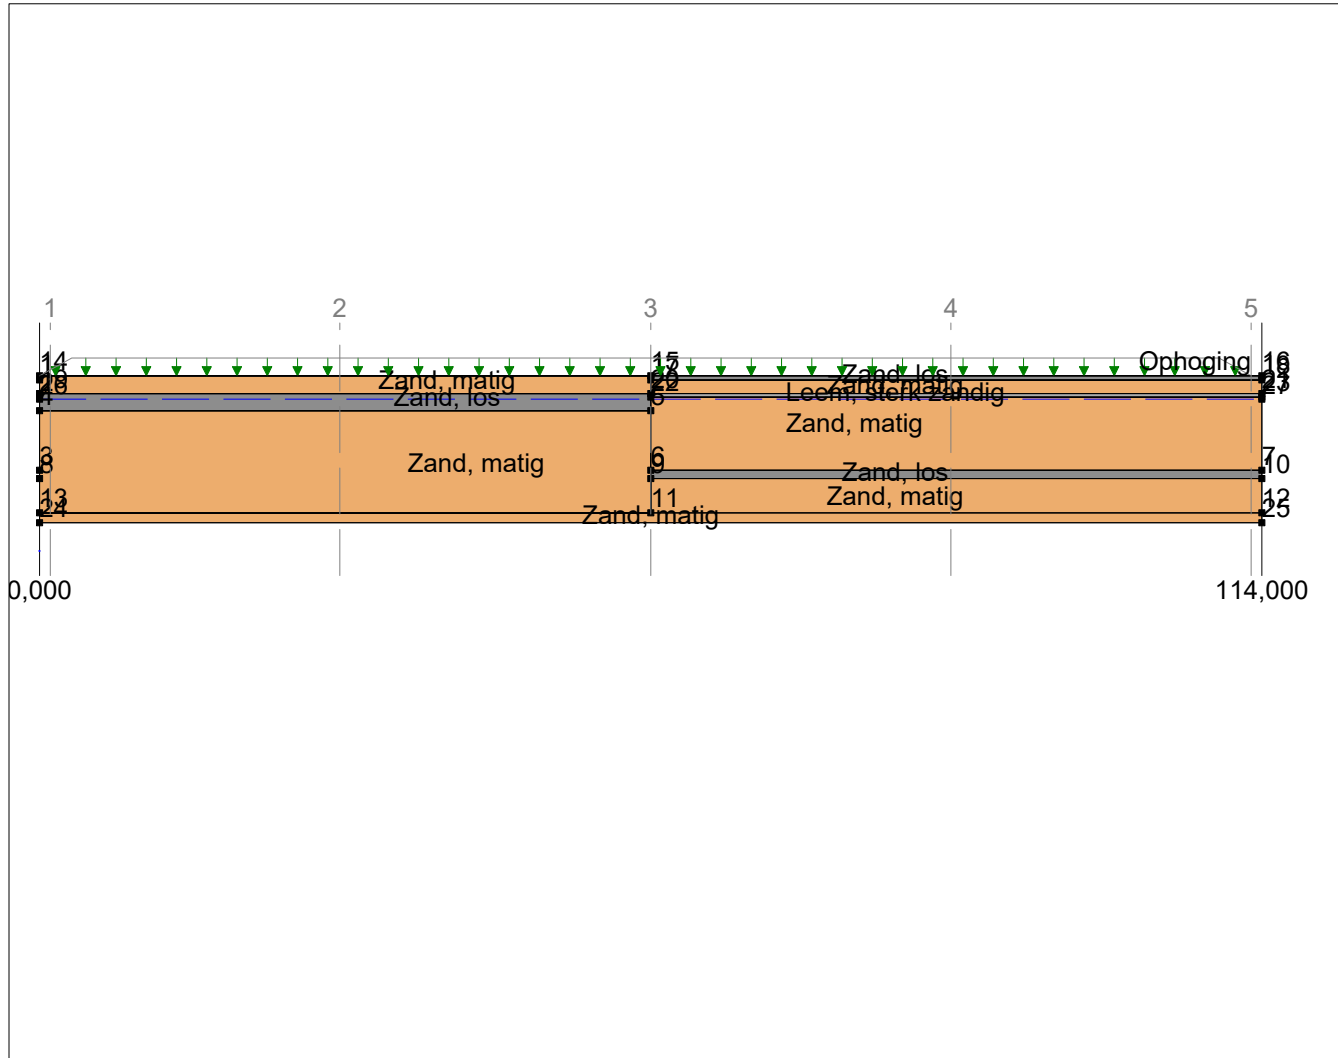 1 2 3 4 5
14 15 16
Ophoging
Zand, los
Zand, matig Zand, matig
Leem, sterk zandig
Zand, los
4 5
Zand, matig
3 6 7
Zand, matig
8 9 10
Zand, los
13 11 12
Zand, matig
24 25
Zand, matig
0,000 114,000